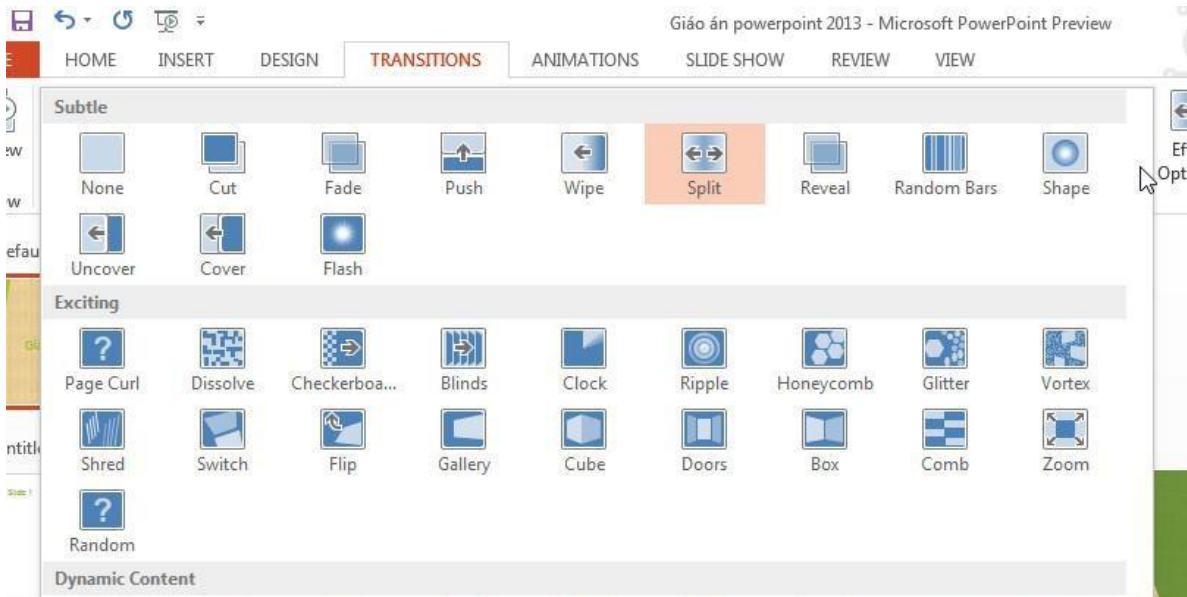 Giáo án powerpoint 2013 - Microsoft PowerPoint Preview
HOME INSERT DESIGN TRANSITIONS ANIMATIONS SLIDE SHOW REVIEW VIEW
Subtle
None Cut Fade Push Wipe Split Reveal Random Bars Shape
Uncover Cover Flash
Exciting
Page Curl Dissolve Checkerboa... Blinds Clock Ripple Honeycomb Glitter Vortex
Shred Switch Flip Gallery Cube Doors Box Comb Zoom
Random
Dynamic Content